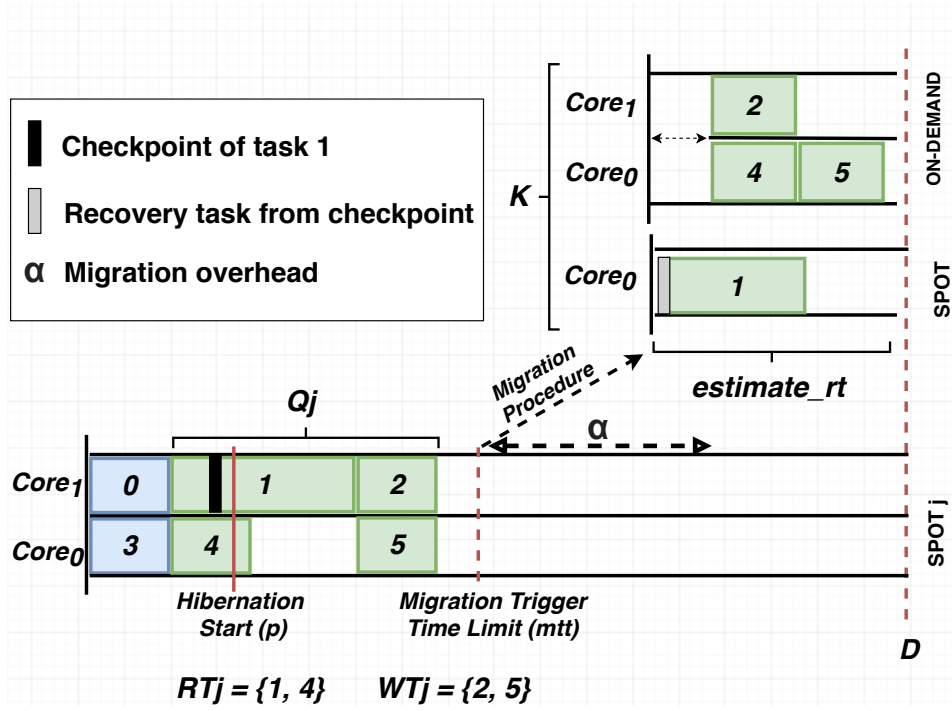 Checkpoint of task 1
Recovery task from checkpoint
α Migration overhead
K
Core1
2
Core0
4
5
ON-DEMAND
Core0
1
SPOT
estimate_rt
Migration
Procedure
α
Qj
Core1
0
1
2
Core0
3
4
5
SPOT j
Hibernation
Start (p)
Migration Trigger
Time Limit (mtt)
D
RTj = {1, 4} WTj = {2, 5}